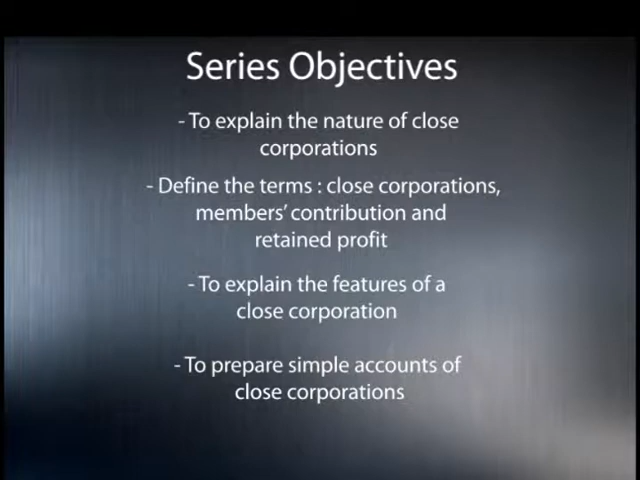 Series Objectives
- To explain the nature of close
corporations
- Define the terms : close corporations,
members' contribution and
retained profit
- To explain the features of a
close corporation
- To prepare simple accounts of
close corporations